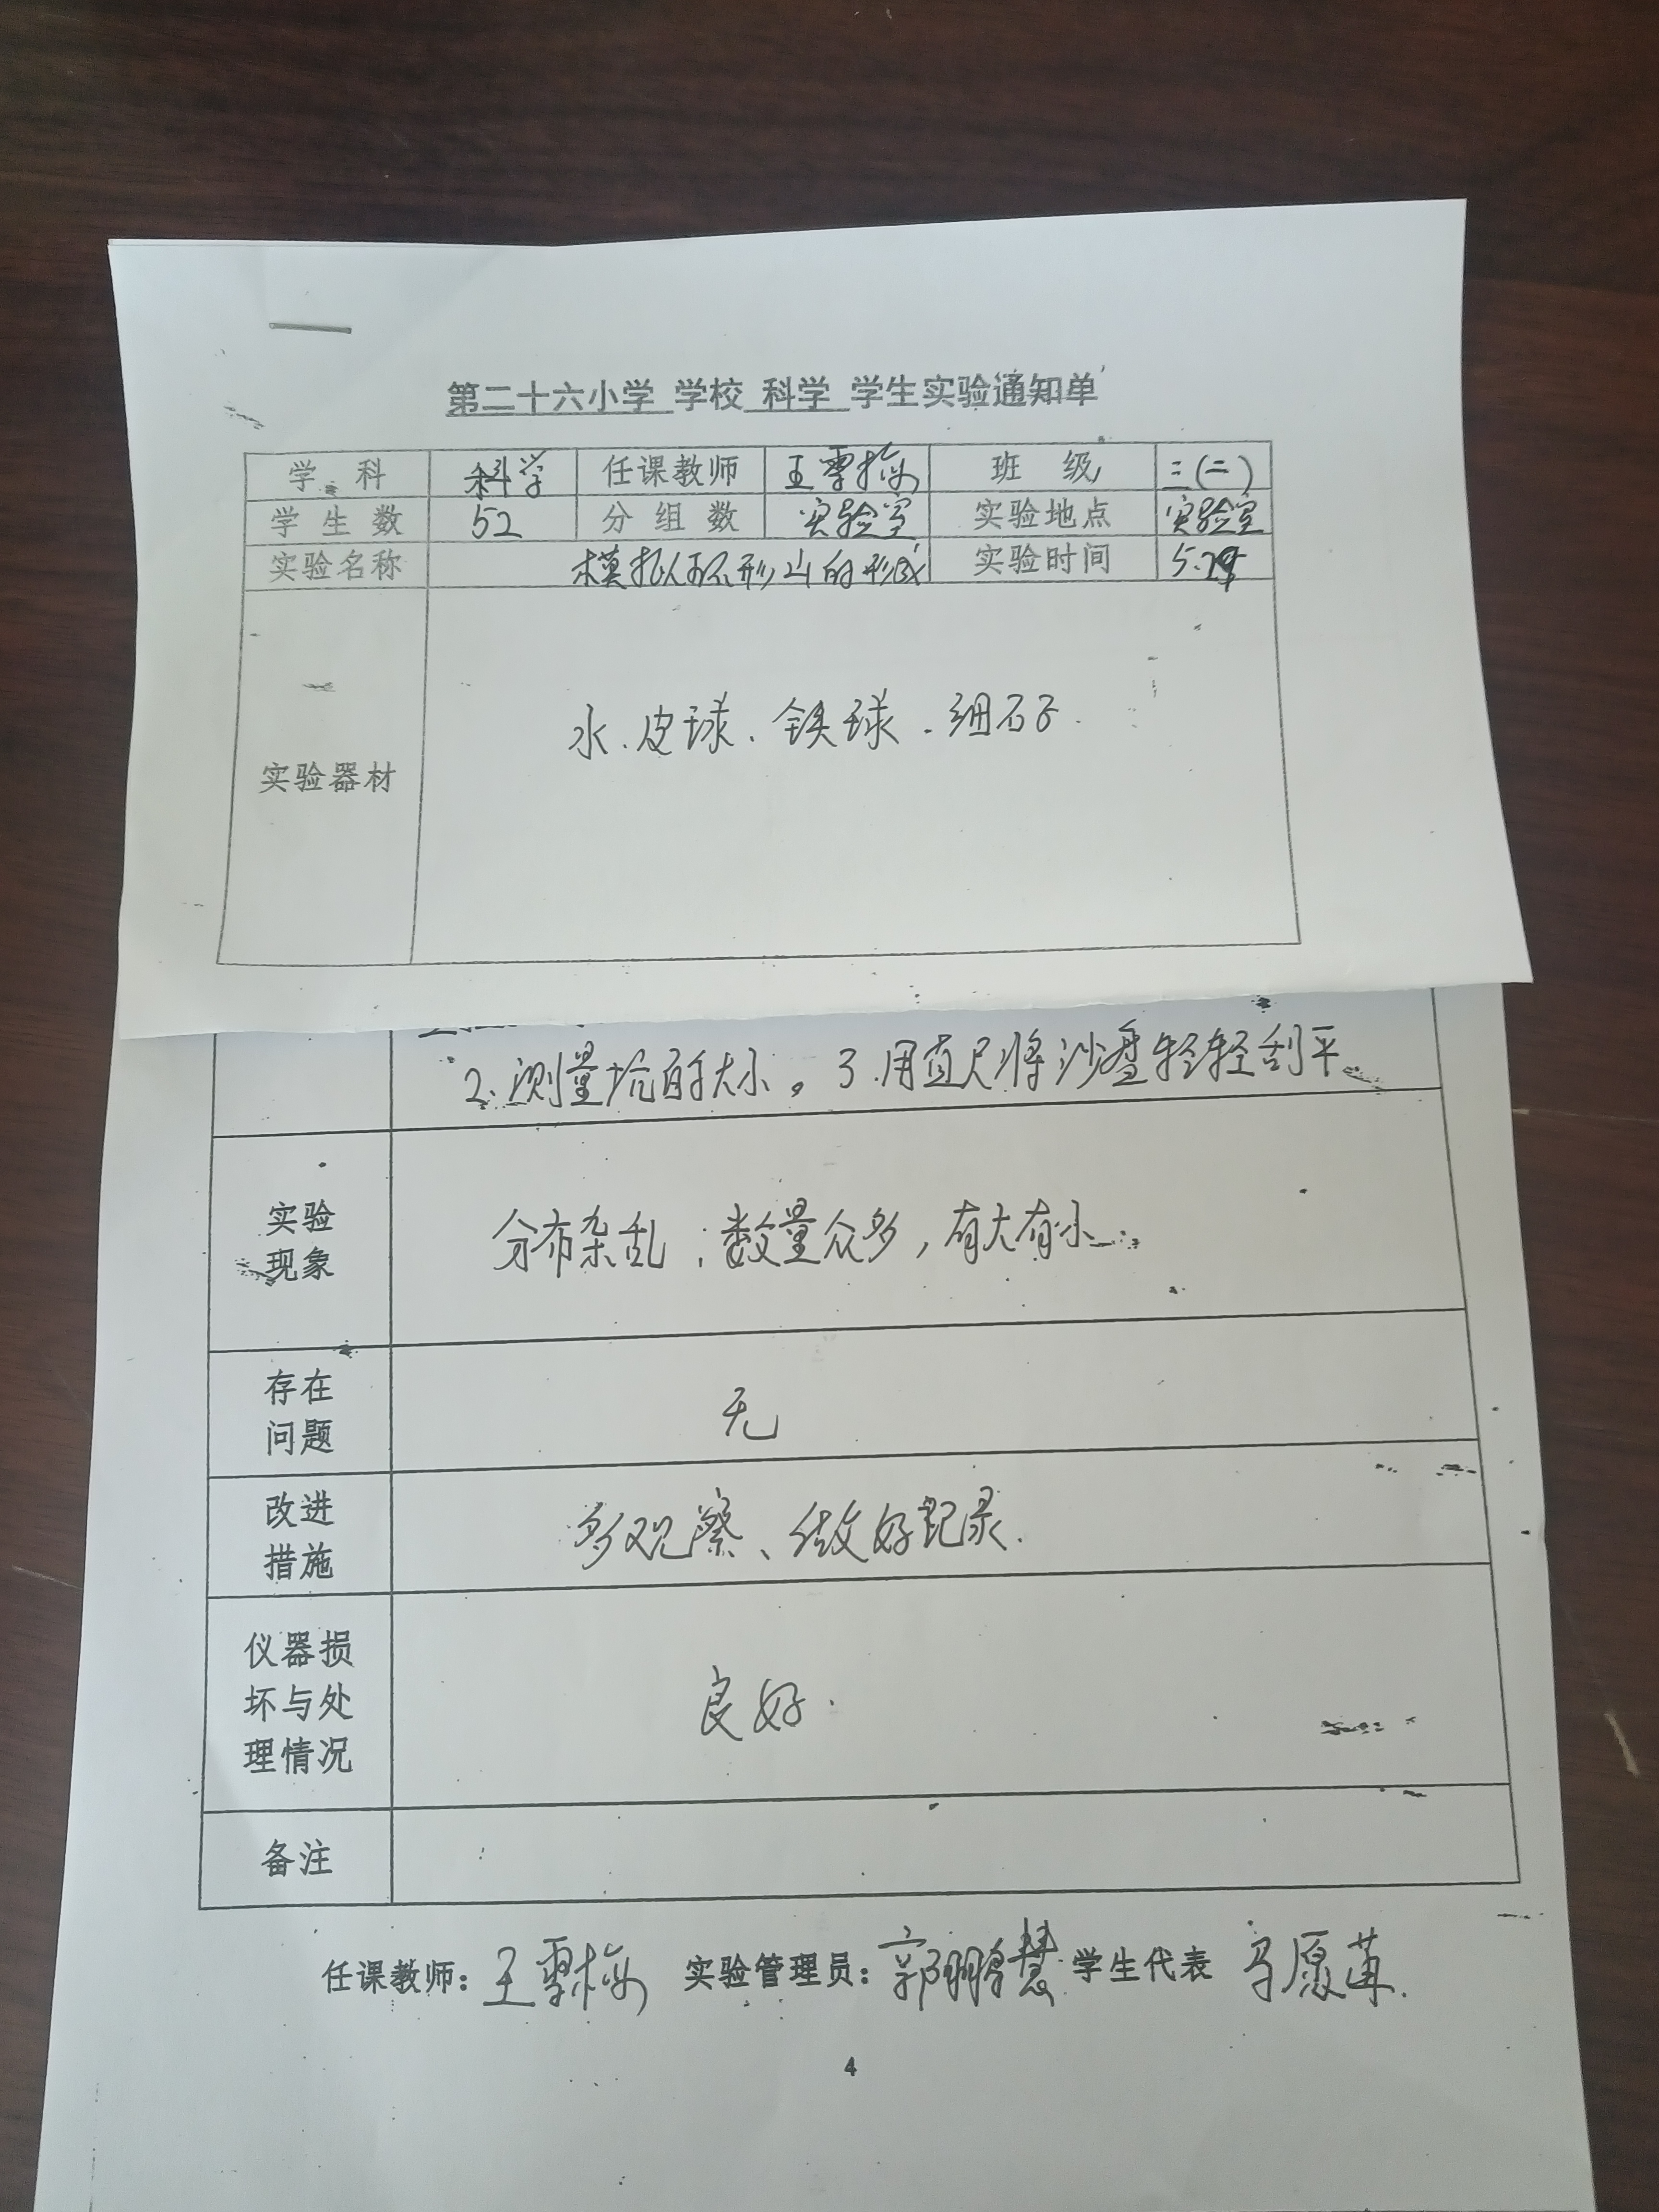 第二十六小学 学校 科学 学生实验通知单
学 科 科学 任课教师 王雪梅 班 级 三(二)
学 生 数 52 分 组 数 实验室 实验地点 实验室
实验名称 模拟环形山的形成 实验时间 5.29
实验器材 水、皮球、铁球、细石子
2. 测量坑的大小。3. 用直尺将沙盘轻轻刮平。
实验
现象
分布杂乱;数量众多,有大有小。
存在
问题
无
改进
措施
多观察、做好记录.
仪器损
坏与处
理情况
良好.
备注
任课教师: 王雪梅 实验管理员: 郭鹏慧 学生代表
4